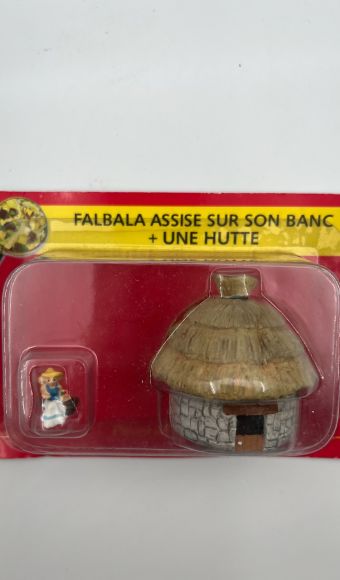 FALBALA ASSISE SUR SON BANC
+ UNE HUTTE